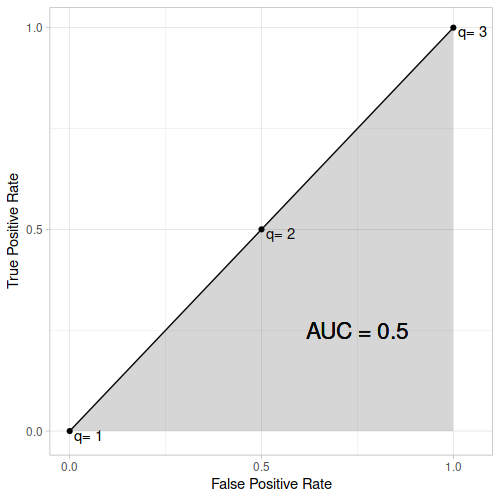 1.0
q= 3
True Positive Rate
0.5
q= 2
AUC = 0.5
0.0
q= 1
0.0 0.5 1.0
False Positive Rate